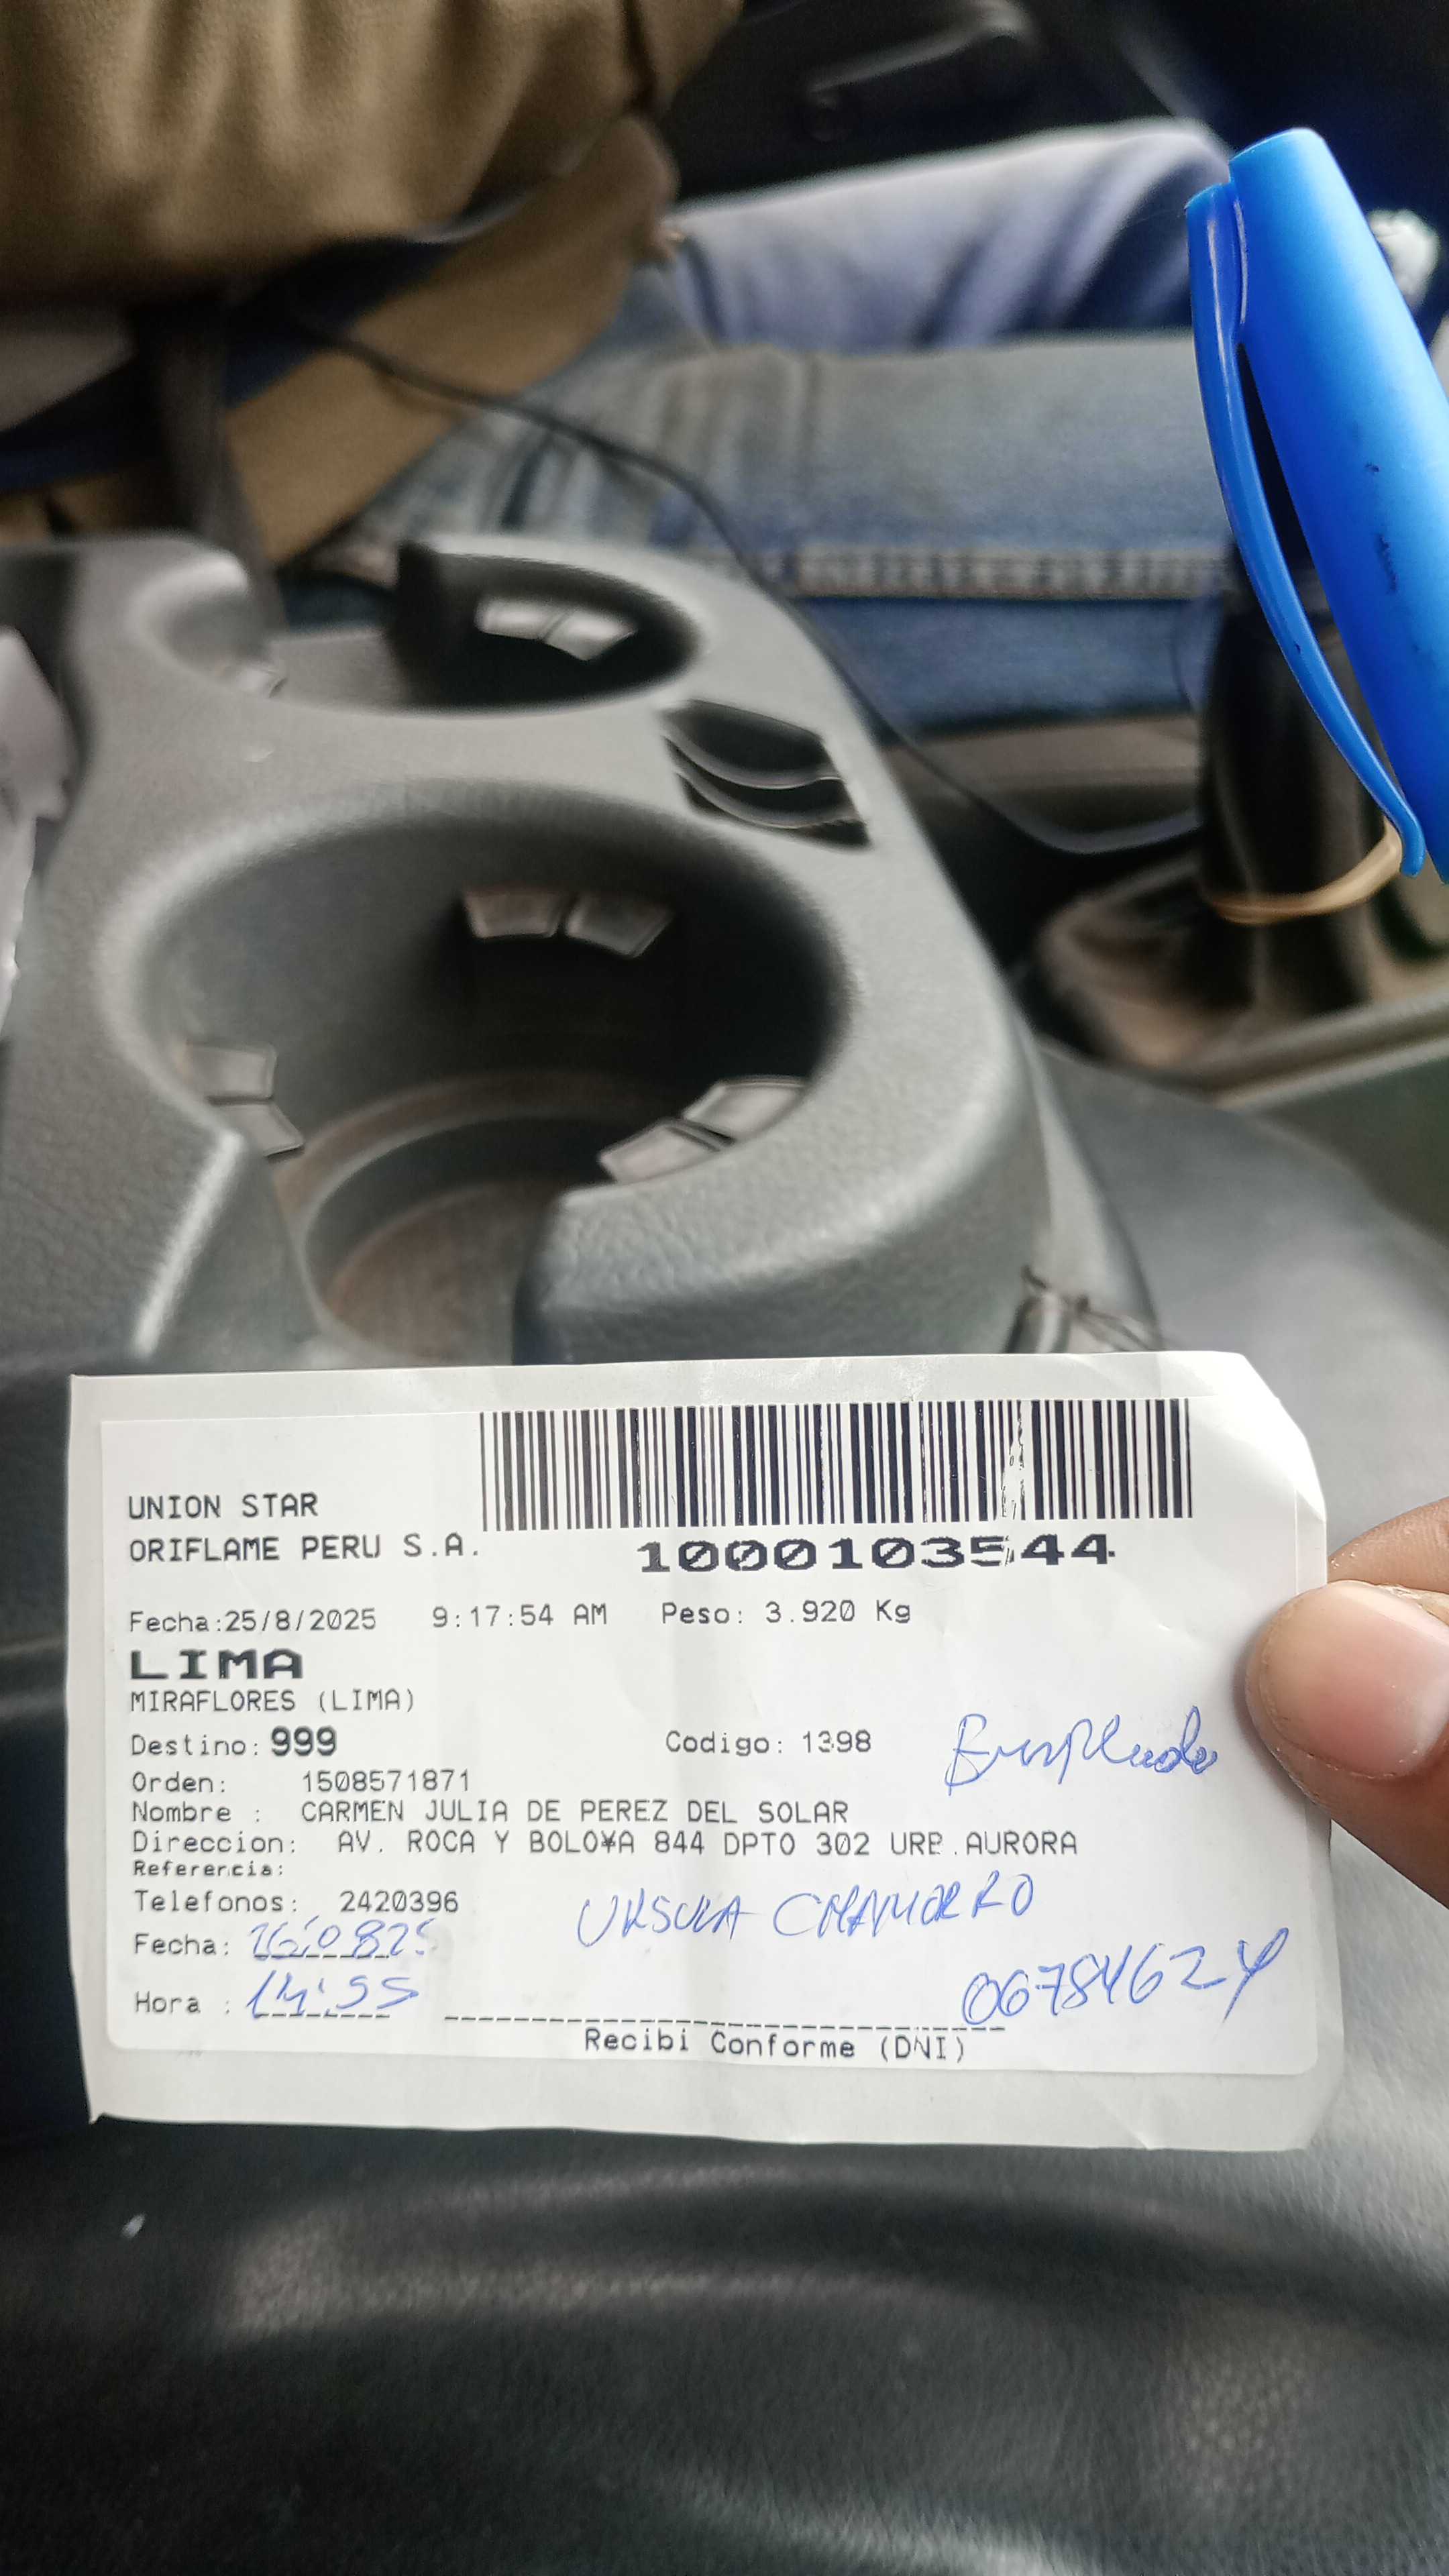 UNION STAR
ORIFLAME PERU S.A.
1000103544
Fecha:25/8/2025 9:17:54 AM Peso: 3.920 Kg
LIMA
MIRAFLORES (LIMA)
Destino: 999 Codigo: 1398
Orden: 1508571871
Nombre : CARMEN JULIA DE PEREZ DEL SOLAR
Direccion: AV. ROCA Y BOLO¥A 844 DPTO 302 URB.AURORA
Referencia:
Telefonos: 2420396
URSULA CHAMORRO
Fecha:
Hora : 14:55
Recibi Conforme (DNI)